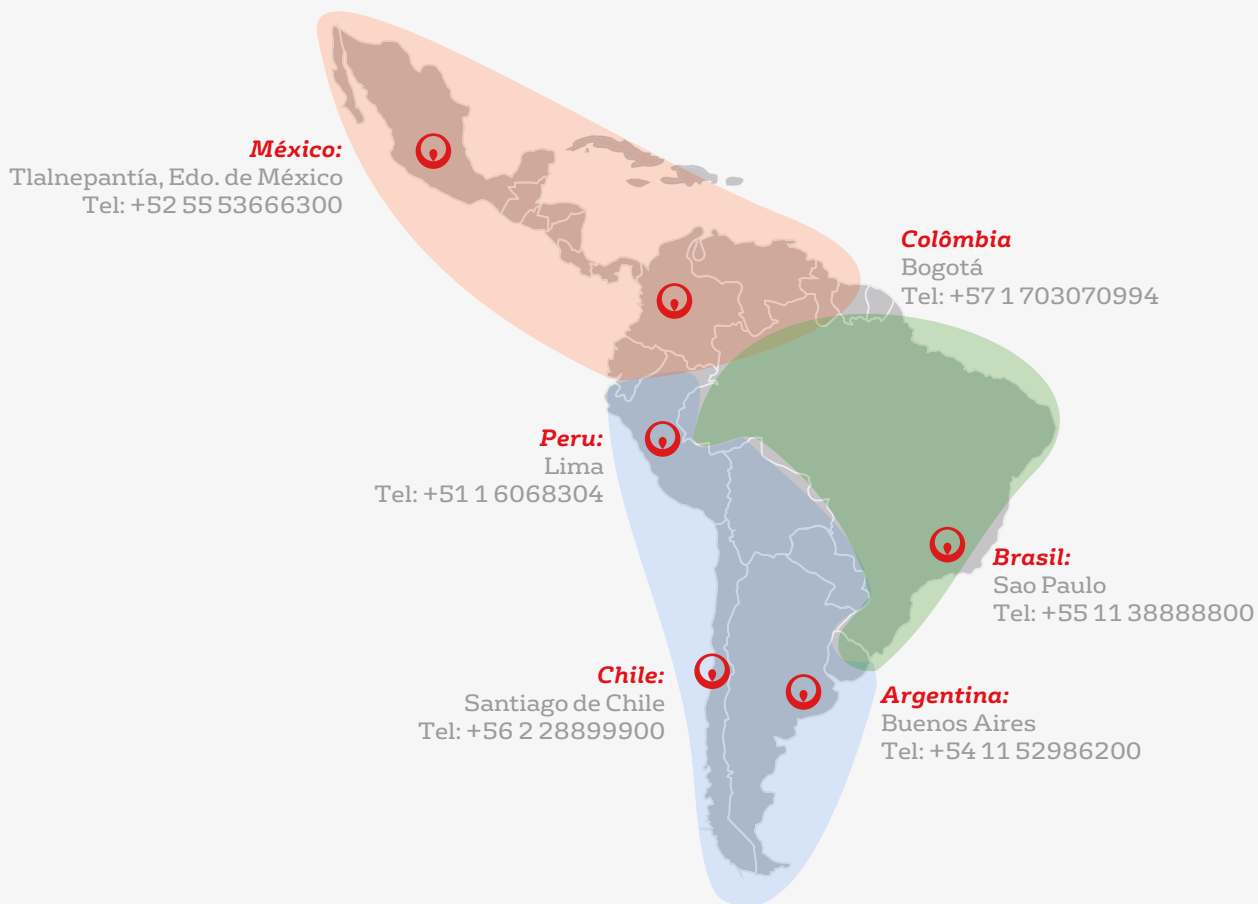 México:
Tlalnepantía, Edo. de México
Tel: +52 55 53666300
Colômbia
Bogotá
Tel: +57 1 703070994
Peru:
Lima
Tel: +51 1 6068304
Brasil:
Sao Paulo
Tel: +55 11 38888800
Chile:
Santiago de Chile
Tel: +56 2 28899900
Argentina:
Buenos Aires
Tel: +54 11 52986200